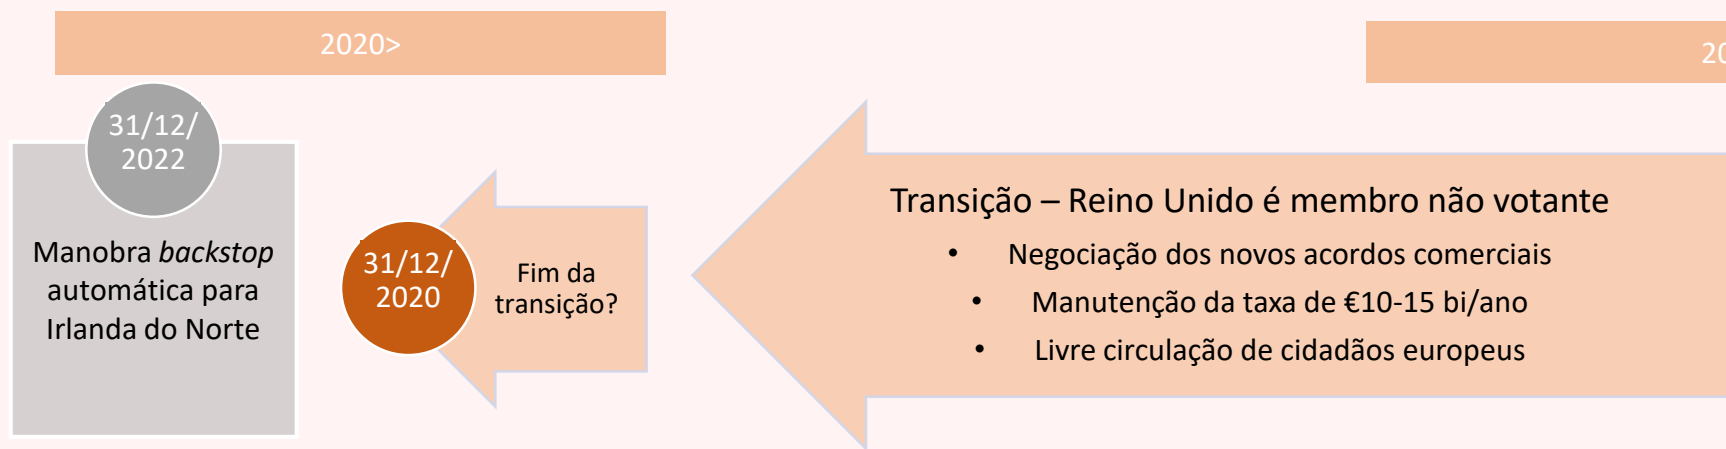 2020>
20
31/12/
2022
Manobra backstop
automática para
Irlanda do Norte
31/12/
2020
Fim da
transição?
Transição – Reino Unido é membro não votante
• Negociação dos novos acordos comerciais
• Manutenção da taxa de €10-15 bi/ano
• Livre circulação de cidadãos europeus